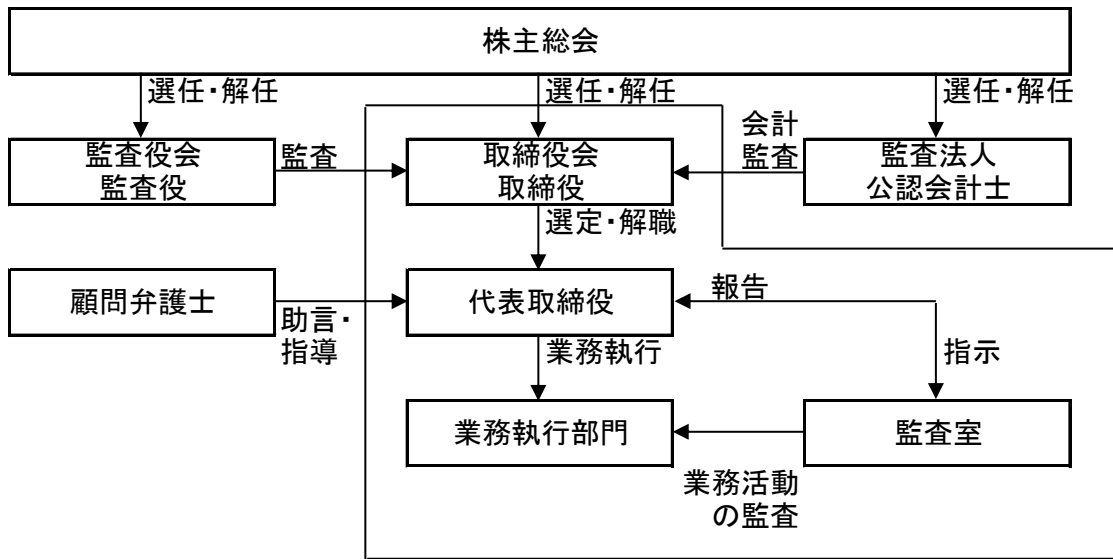 株主総会
選任・解任
選任・解任
選任・解任
監査役会
監査役
監査
取締役会
取締役
会計
監査
監査法人
公認会計士
選定・解職
顧問弁護士
助言・
指導
代表取締役
報告
業務執行
指示
業務執行部門
監査室
業務活動
の監査